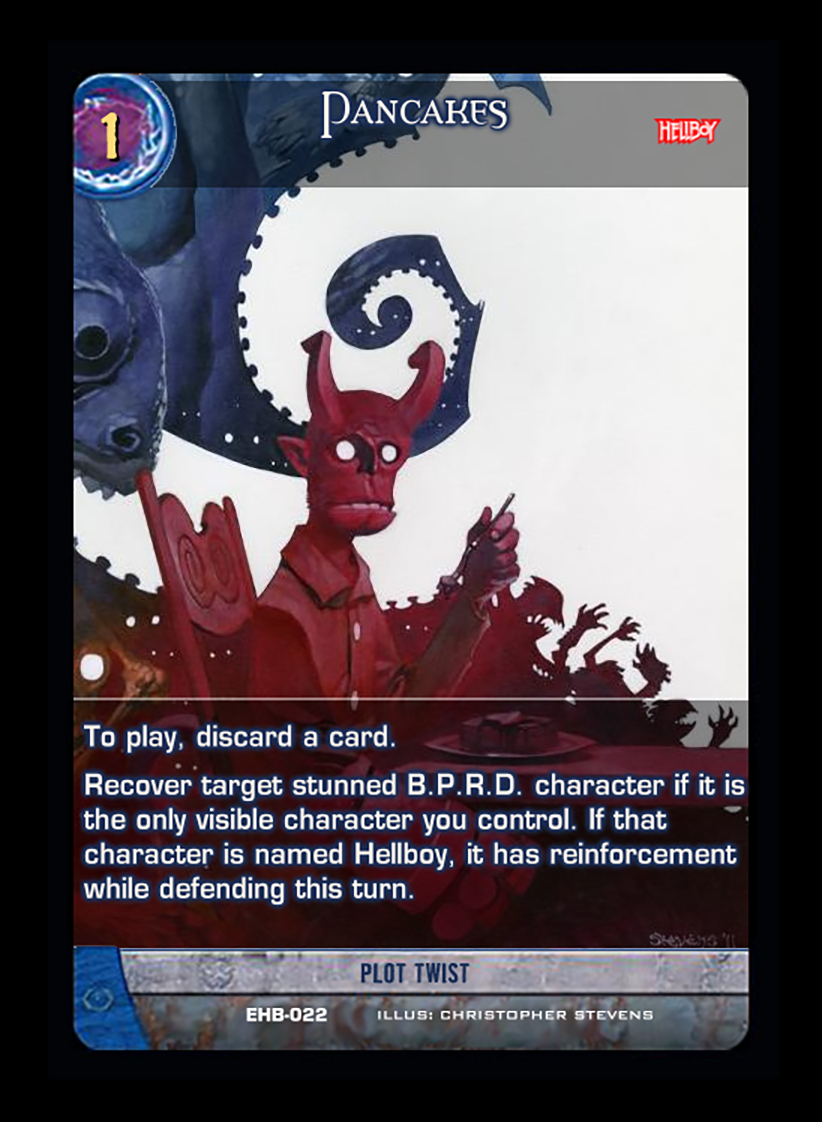 1
Pancakes
HELLBOY
To play, discard a card.
Recover target stunned B.P.R.D. character if it is
the only visible character you control. If that
character is named Hellboy, it has reinforcement
while defending this turn.
STEVENS '11
PLOT TWIST
EHB-022 ILLUS: CHRISTOPHER STEVENS